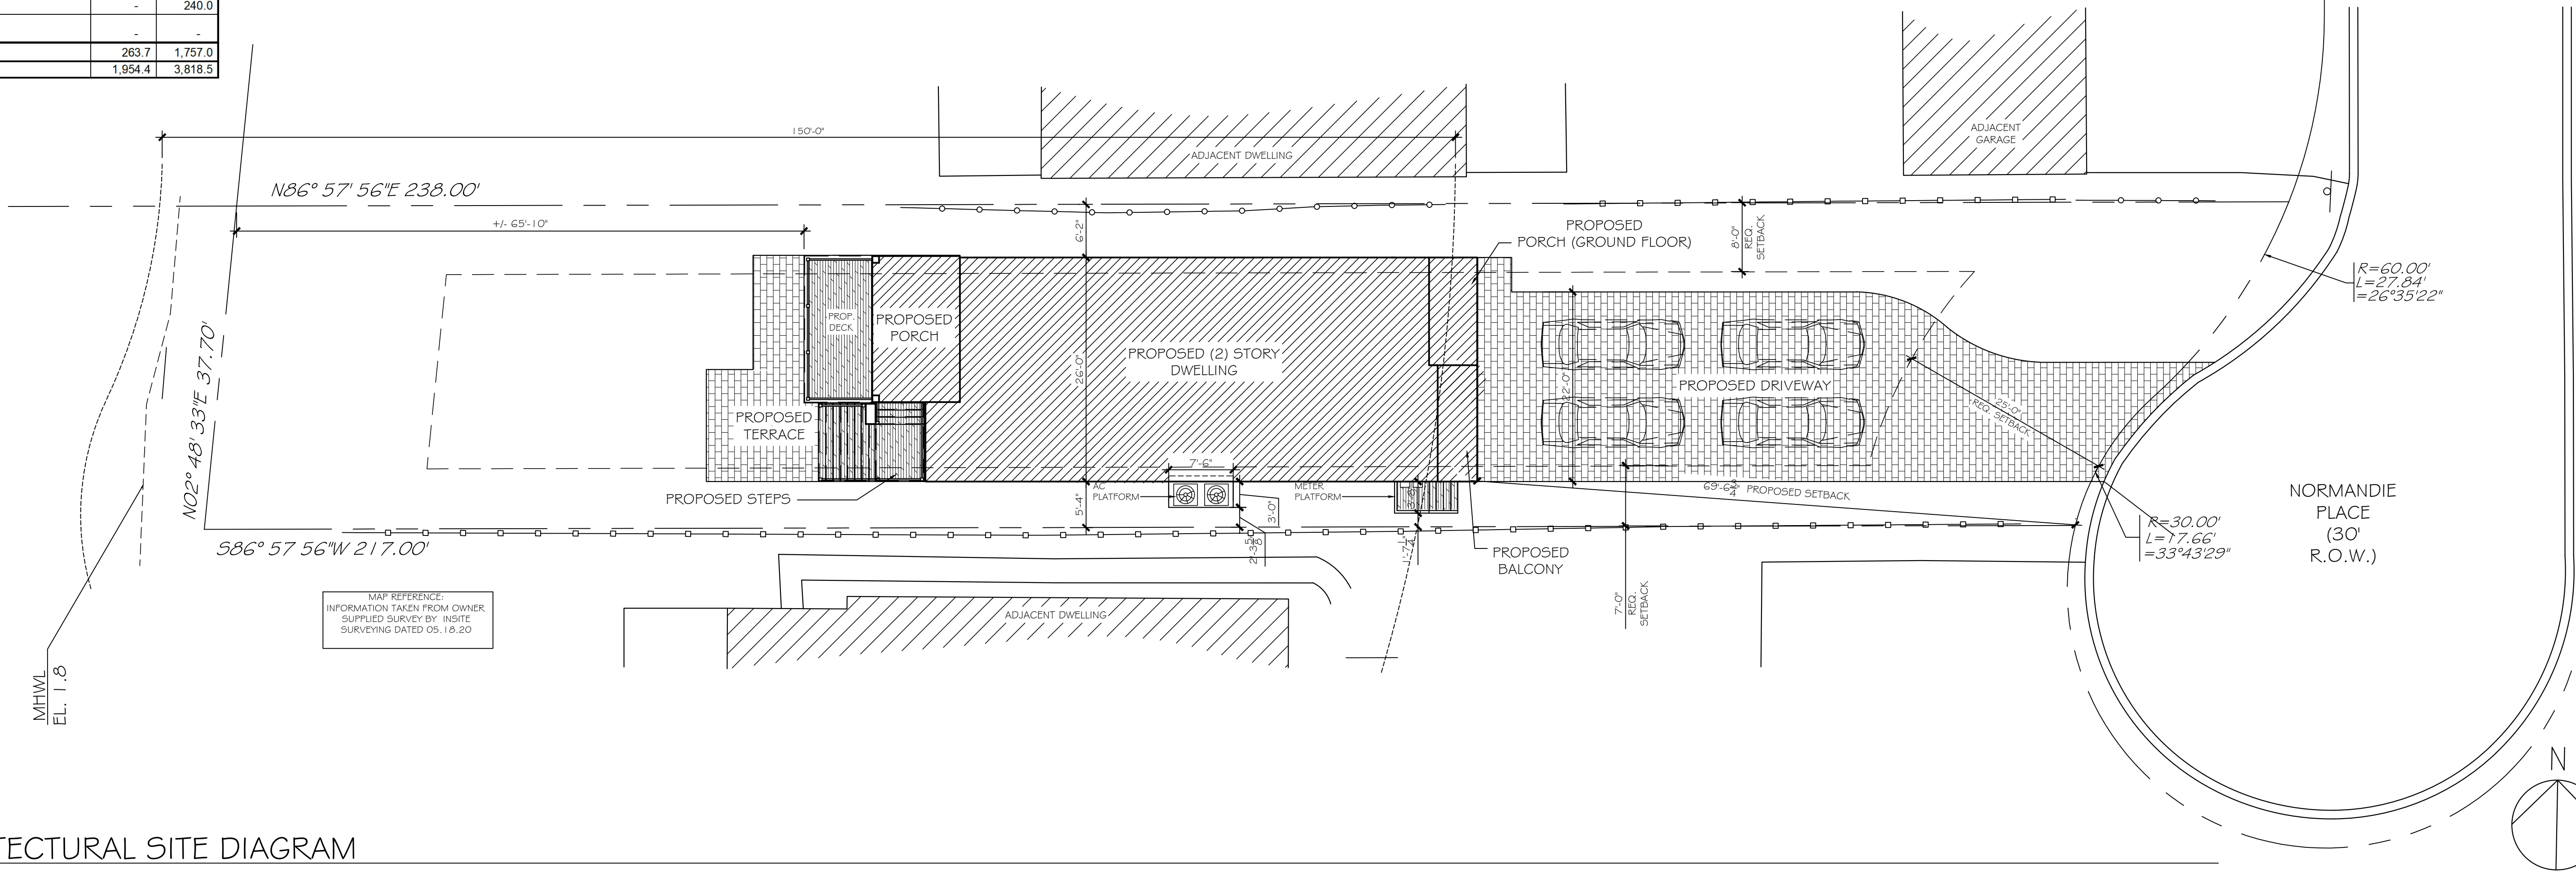 - 240.0
- -
263.7 1,757.0
1,954.4 3,818.5
150'-0"
ADJACENT DWELLING
ADJACENT
GARAGE
N86° 57' 56"E 238.00'
+/- 65'-10"
6'-2"
PROPOSED
PORCH (GROUND FLOOR)
8'-0"
REQ.
SETBACK
R=60.00'
L=27.84'
=26°35'22"
PROP.
DECK
PROPOSED
PORCH
26'-0"
PROPOSED (2) STORY
DWELLING
22'-0"
PROPOSED DRIVEWAY
25'-0"
REQ. SETBACK
N02° 48' 33"E 37.70'
PROPOSED
TERRACE
7'-6"
PROPOSED STEPS
AC
PLATFORM
METER
PLATFORM
69'-6 3/4" PROPOSED SETBACK
5'-4"
3'-0"
NORMANDIE
PLACE
(30'
R.O.W.)
R=30.00'
L=17.66'
=33°43'29"
S86° 57 56"W 217.00'
PROPOSED
BALCONY
7'-0"
REQ.
SETBACK
MAP REFERENCE:
INFORMATION TAKEN FROM OWNER
SUPPLIED SURVEY BY INSITE
SURVEYING DATED 05.18.20
ADJACENT DWELLING
MHWL
EL. 1.8
N
TECTURAL SITE DIAGRAM